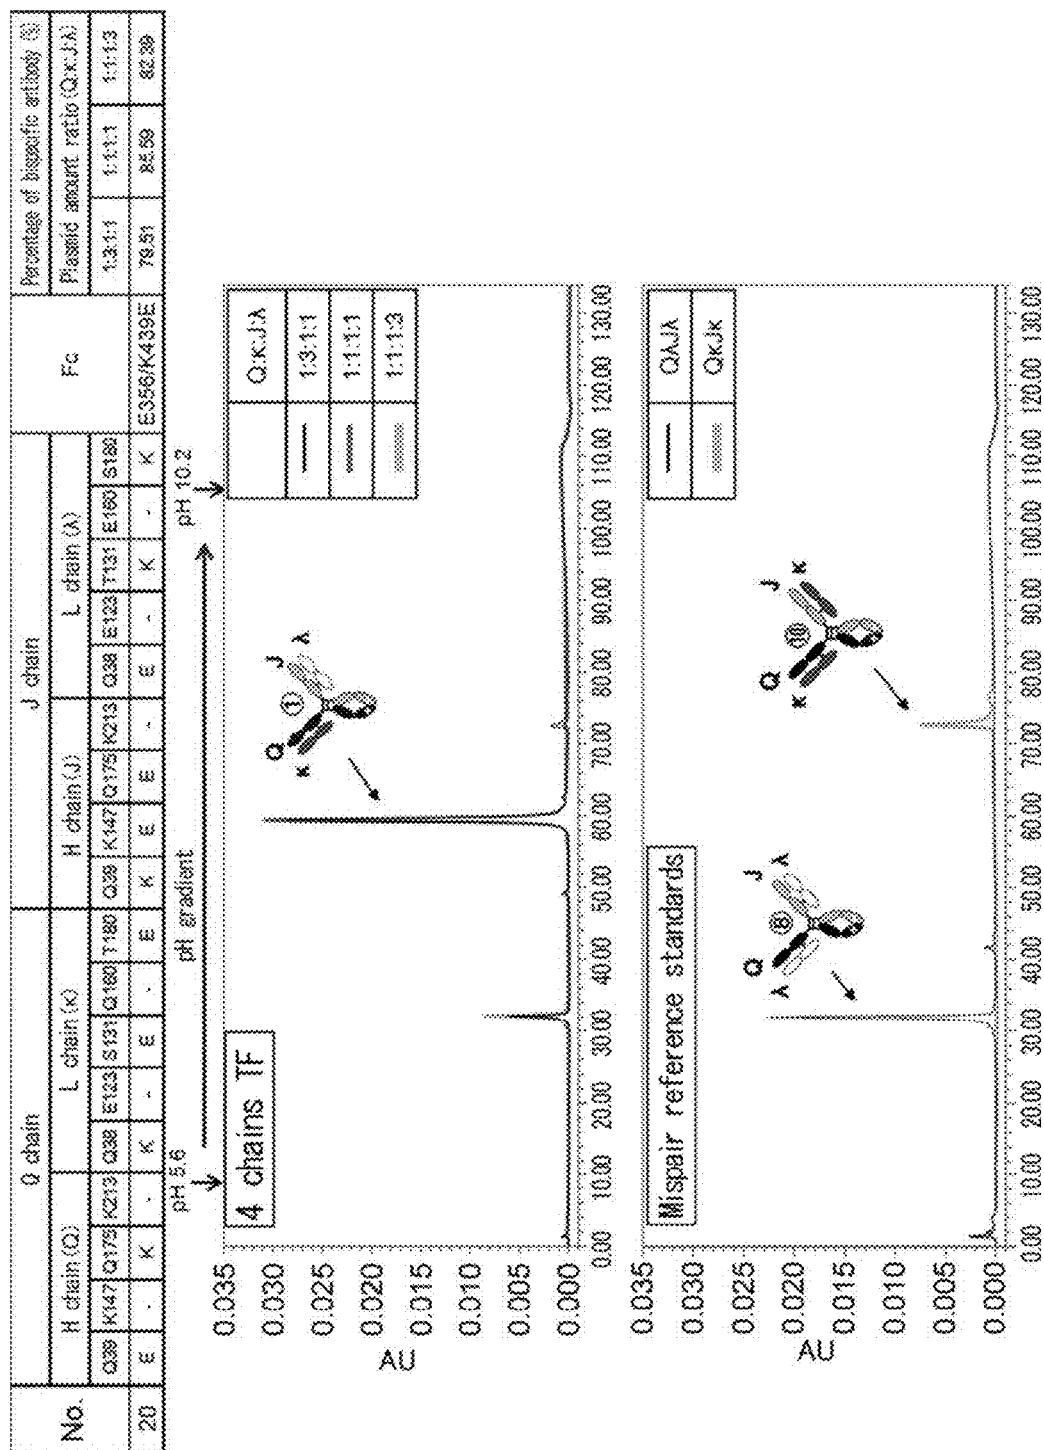 No. Q chain J chain Fc Percentage of bispecific antibody (%)
H chain (Q) L chain (κ) H chain (J) L chain (λ) Plasmid amount ratio (Q:κ:J:λ)
Q39 K147 Q175 K213 Q38 E123 S131 Q160 T180 Q39 K147 Q175 K213 Q38 E123 T131 E160 S180 1:3:1:1 1:1:1:1 1:1:1:3
20 E - K - K - E - E K E E - E - K - K E356/K439E 79.51 85.59 82.39
pH 5.6 pH gradient pH 10.2
4 chains TF
Q:κ:J:λ
1:3:1:1
1:1:1:1
1:1:1:3
Q J
① 
κ λ
AU
0.035
0.030
0.025
0.020
0.015
0.010
0.005
0.000
0.00 10.00 20.00 30.00 40.00 50.00 60.00 70.00 80.00 90.00 100.00 110.00 120.00 130.00
Mispair reference standards
QλJλ
QκJκ
Q J
⑧
λ λ
Q J
⑩
κ κ
AU
0.035
0.030
0.025
0.020
0.015
0.010
0.005
0.000
0.00 10.00 20.00 30.00 40.00 50.00 60.00 70.00 80.00 90.00 100.00 110.00 120.00 130.00